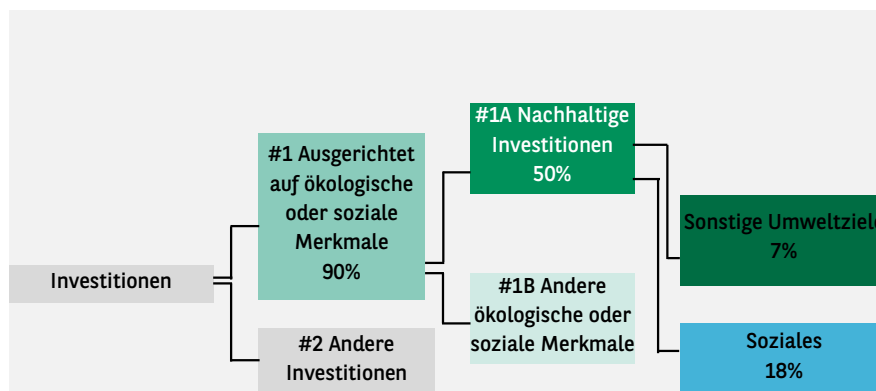 Investitionen
#1 Ausgerichtet
auf ökologische
oder soziale
Merkmale
90%
#2 Andere
Investitionen
#1A Nachhaltige
Investitionen
50%
#1B Andere
ökologische oder
soziale Merkmale
Sonstige Umweltziele
7%
Soziales
18%